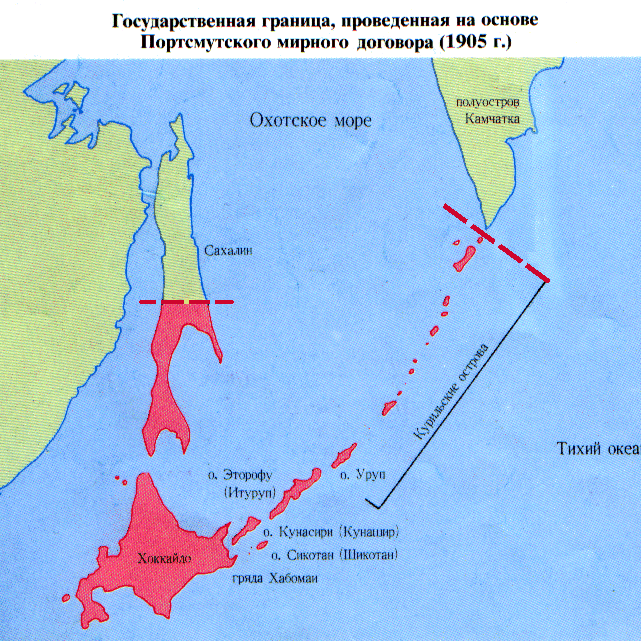 Государственная граница, проведенная на основе
Портсмутского мирного договора (1905 г.)
полуостров
Камчатка
Охотское море
Сахалин
Курильские острова
Тихий океа
о. Эторофу
(Итуруп)
о. Уруп
о. Кунасири (Кунашир)
о. Сикотан (Шикотан)
Хоккайдо
гряда Хабомаи